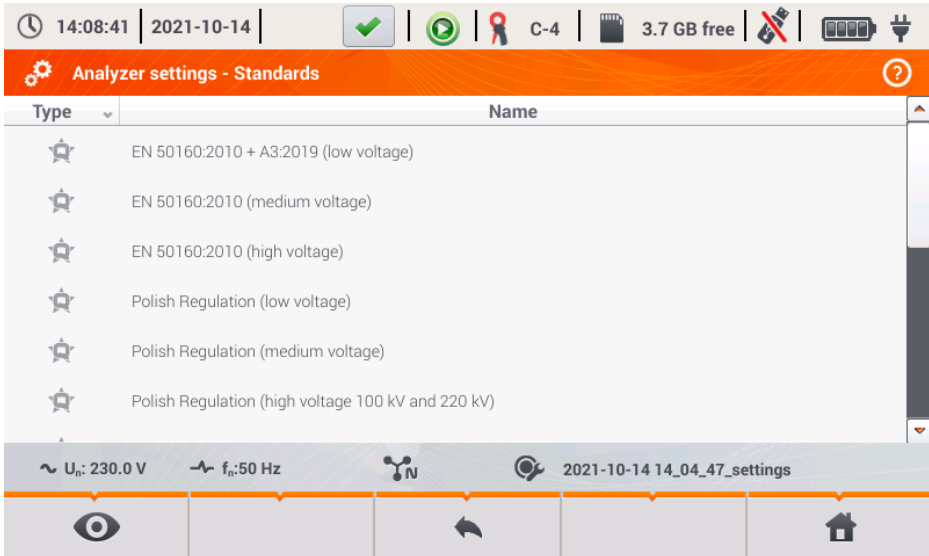 14:08:41 2021-10-14 C-4 3.7 GB free
Analyzer settings - Standards ?
Type Name
EN 50160:2010 + A3:2019 (low voltage)
EN 50160:2010 (medium voltage)
EN 50160:2010 (high voltage)
Polish Regulation (low voltage)
Polish Regulation (medium voltage)
Polish Regulation (high voltage 100 kV and 220 kV)
Un: 230.0 V fn:50 Hz N 2021-10-14 14_04_47_settings